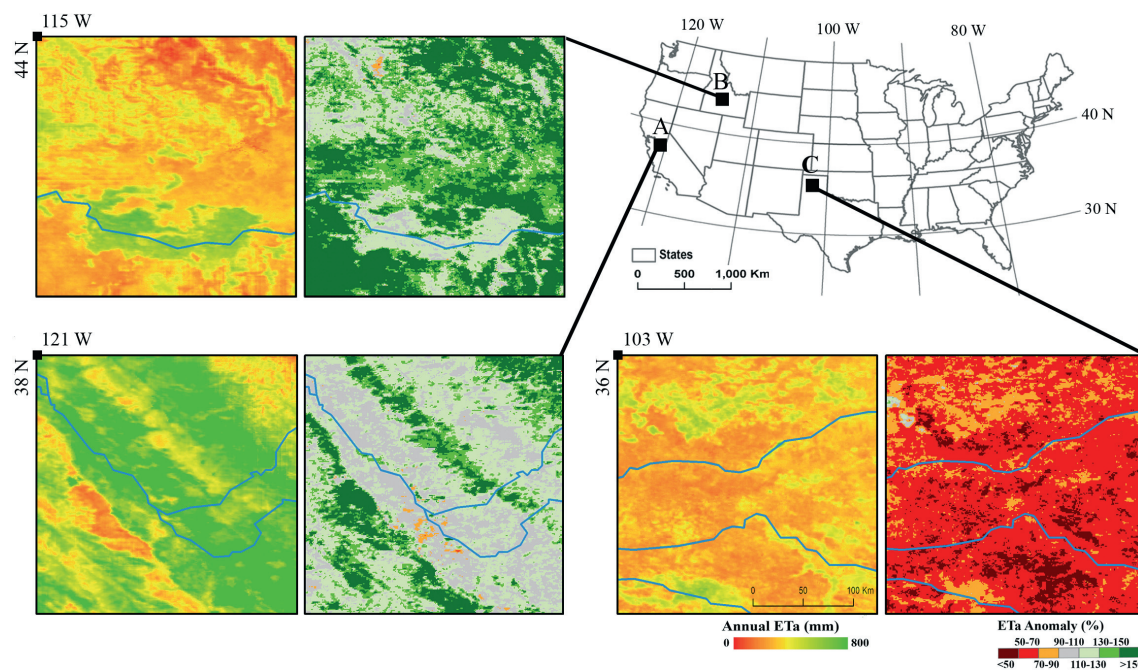 115 W
44 N
120 W
100 W
80 W
B
A
C
40 N
30 N
States
0 500 1,000 Km
121 W
38 N
103 W
36 N
0 50 100 Km
Annual ETa (mm)
0 800
ETa Anomaly (%)
50-70 90-110 130-150
<50 70-90 110-130